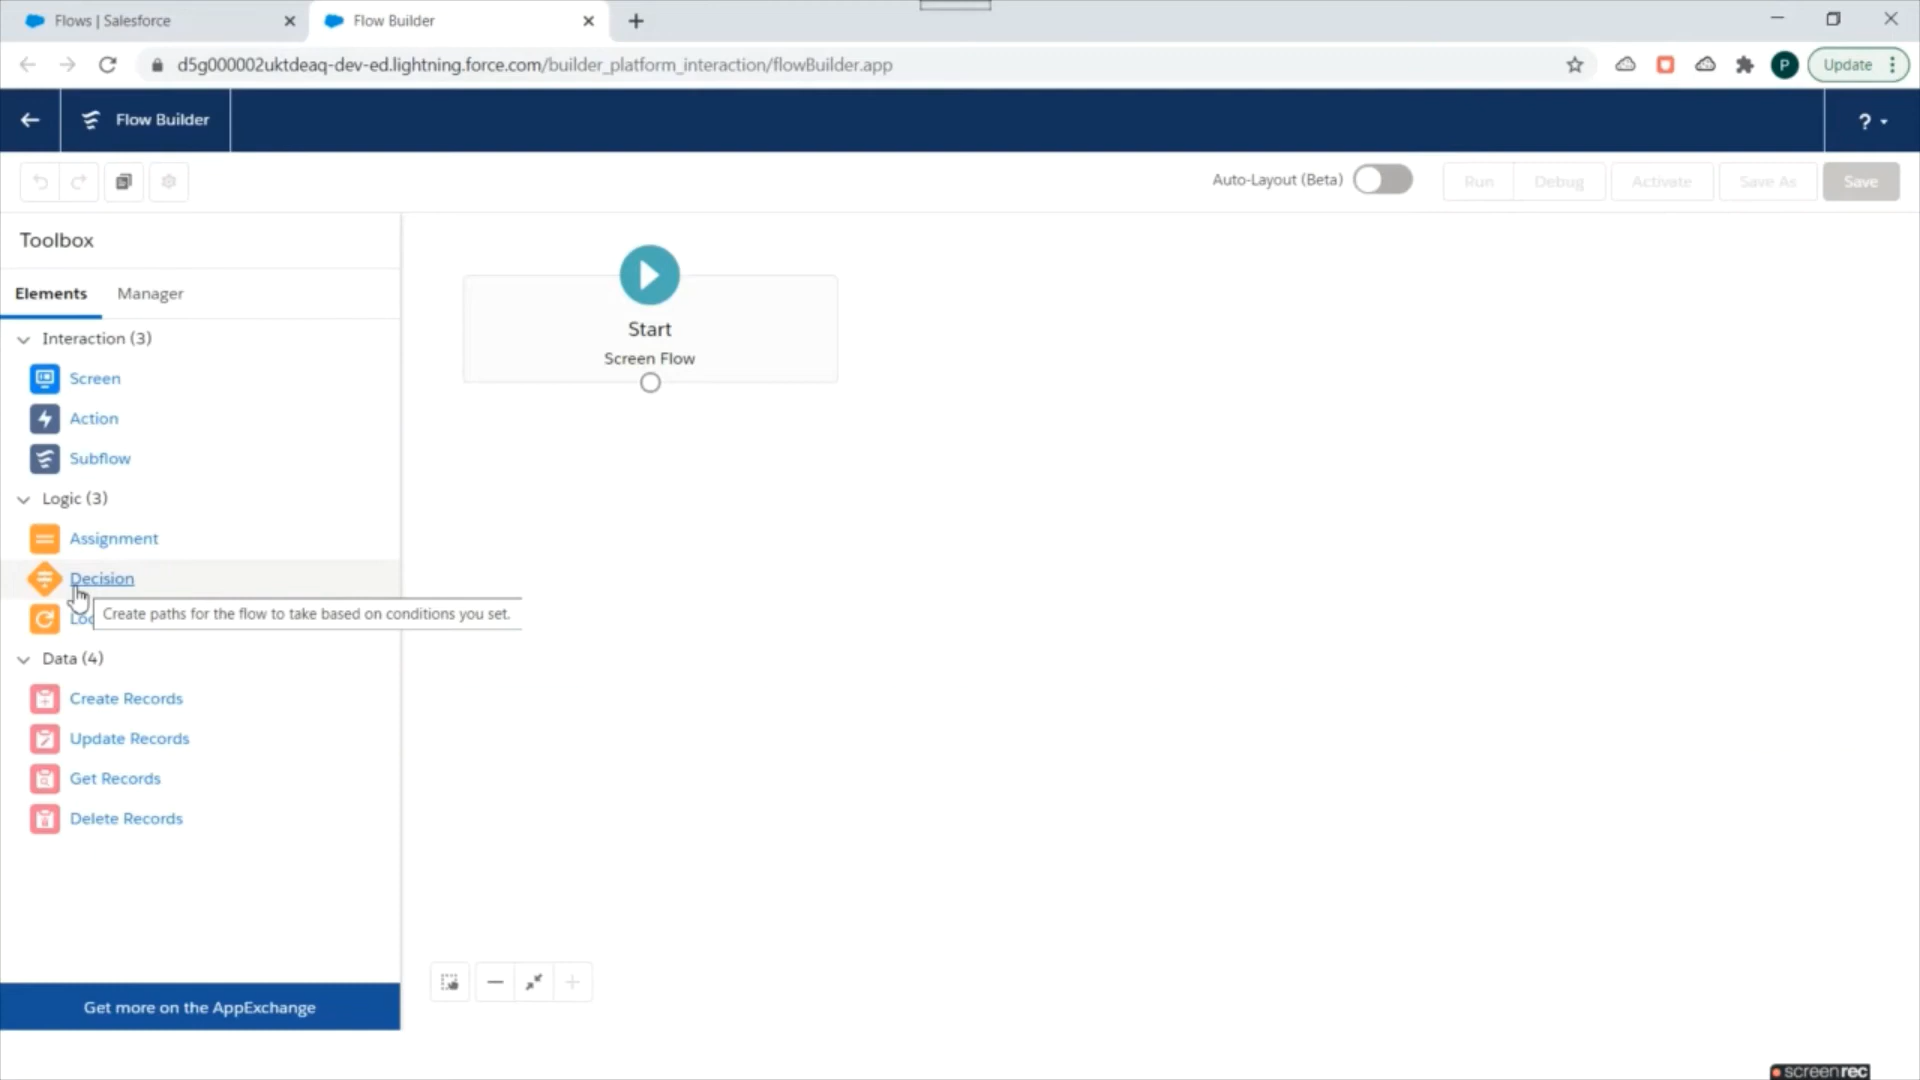 Flows | Salesforce
Flow Builder
d5g000002uktdeaq-dev-ed.lightning.force.com/builder_platform_interaction/flowBuilder.app
P
Update
Flow Builder
?
Auto-Layout (Beta)
Run
Debug
Activate
Save As
Save
Toolbox
Elements
Manager
Interaction (3)
Screen
Action
Subflow
Logic (3)
Assignment
Decision
Create paths for the flow to take based on conditions you set.
Data (4)
Create Records
Update Records
Get Records
Delete Records
Get more on the AppExchange
Start
Screen Flow
screenrec